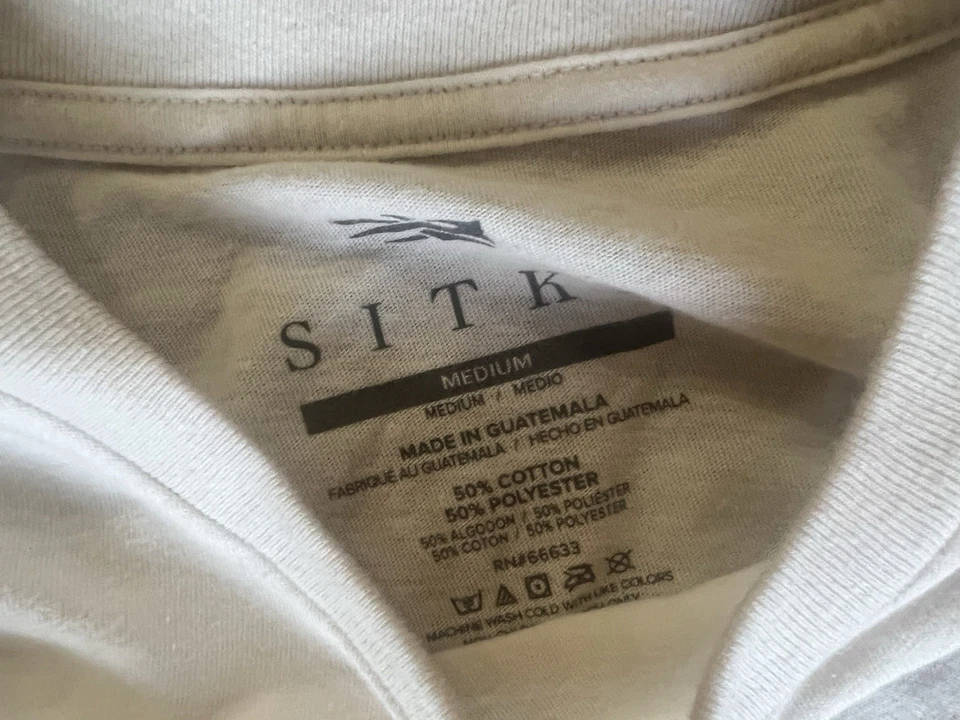 SITK
MEDIUM
MEDIUM / MEDIO
MADE IN GUATEMALA
FABRIQUÉ AU GUATEMALA / HECHO EN GUATEMALA
50% COTTON
50% POLYESTER
50% ALGODON / 50% POLIÉSTER
50% COTON / 50% POLYESTER
RN#66633
MACHINE WASH COLD WITH LIKE COLORS